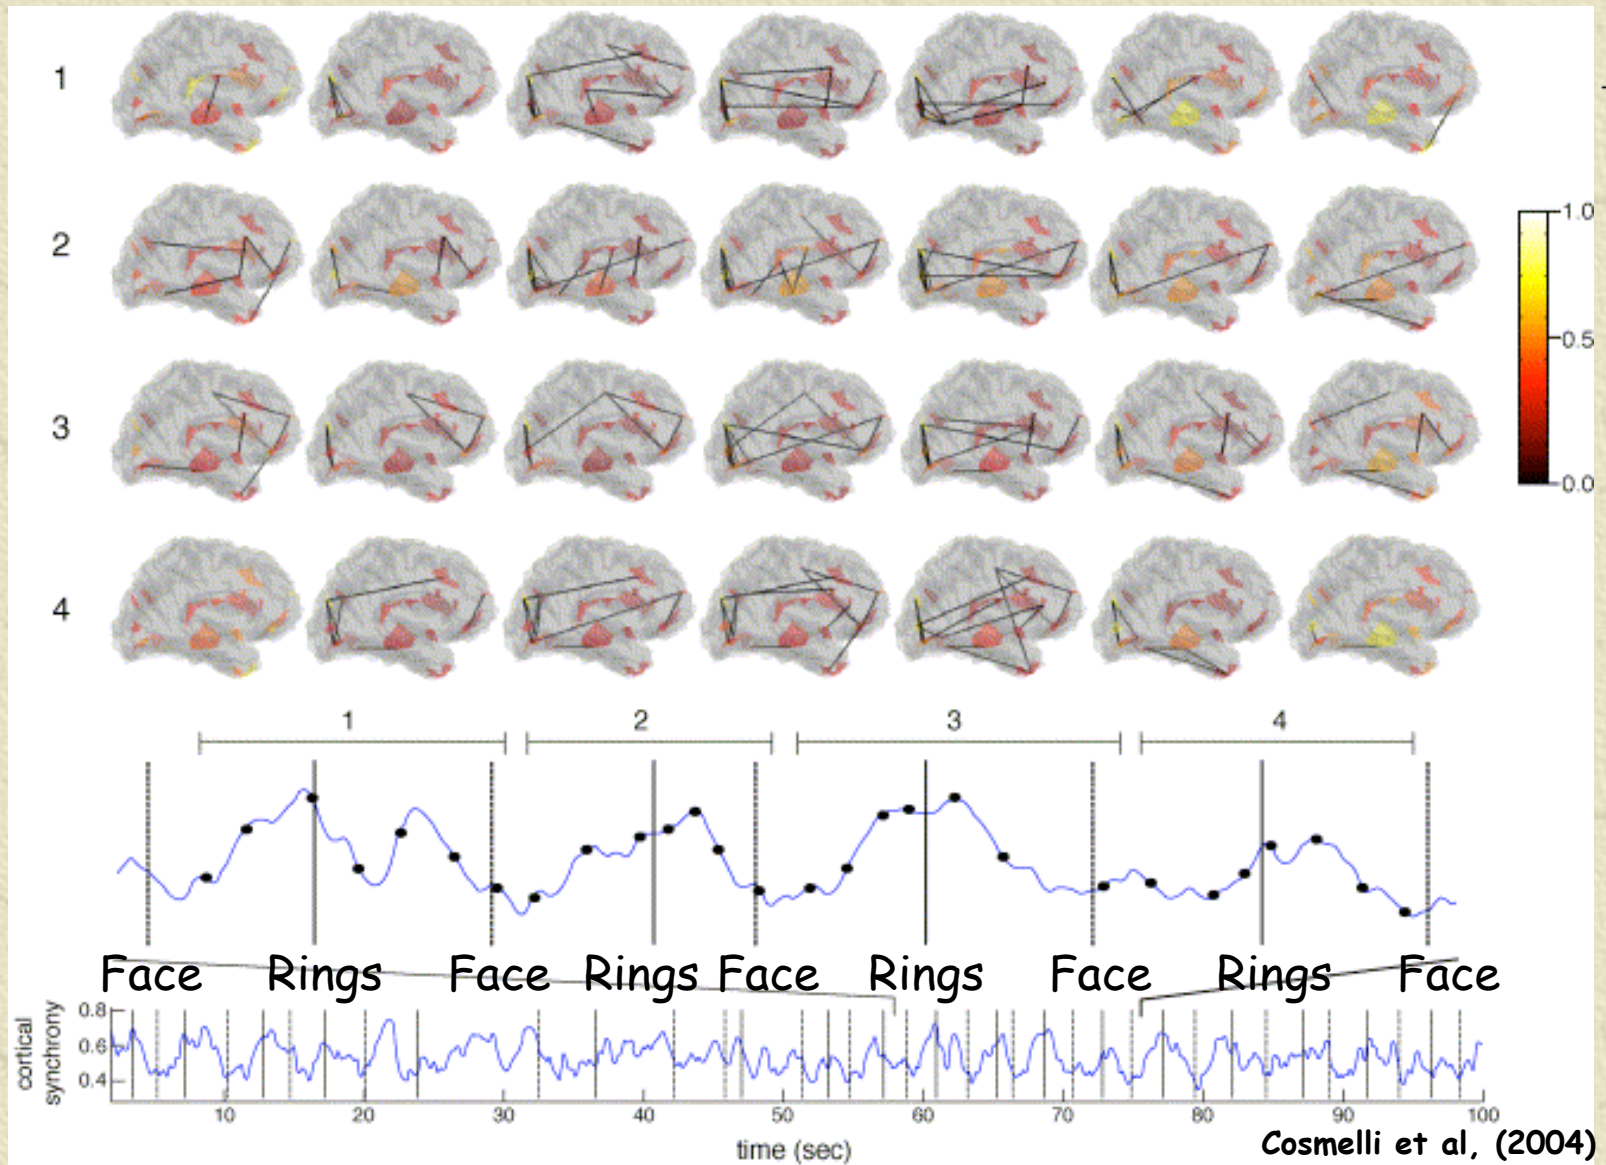 1
2
3
4
1.0
0.5
0.0
1 2 3 4
Face Rings Face Rings Face Rings Face Rings Face
cortical
synchrony
0.8
0.6
0.4
10 20 30 40 50 60 70 80 90 100
time (sec)
Cosmelli et al, (2004)